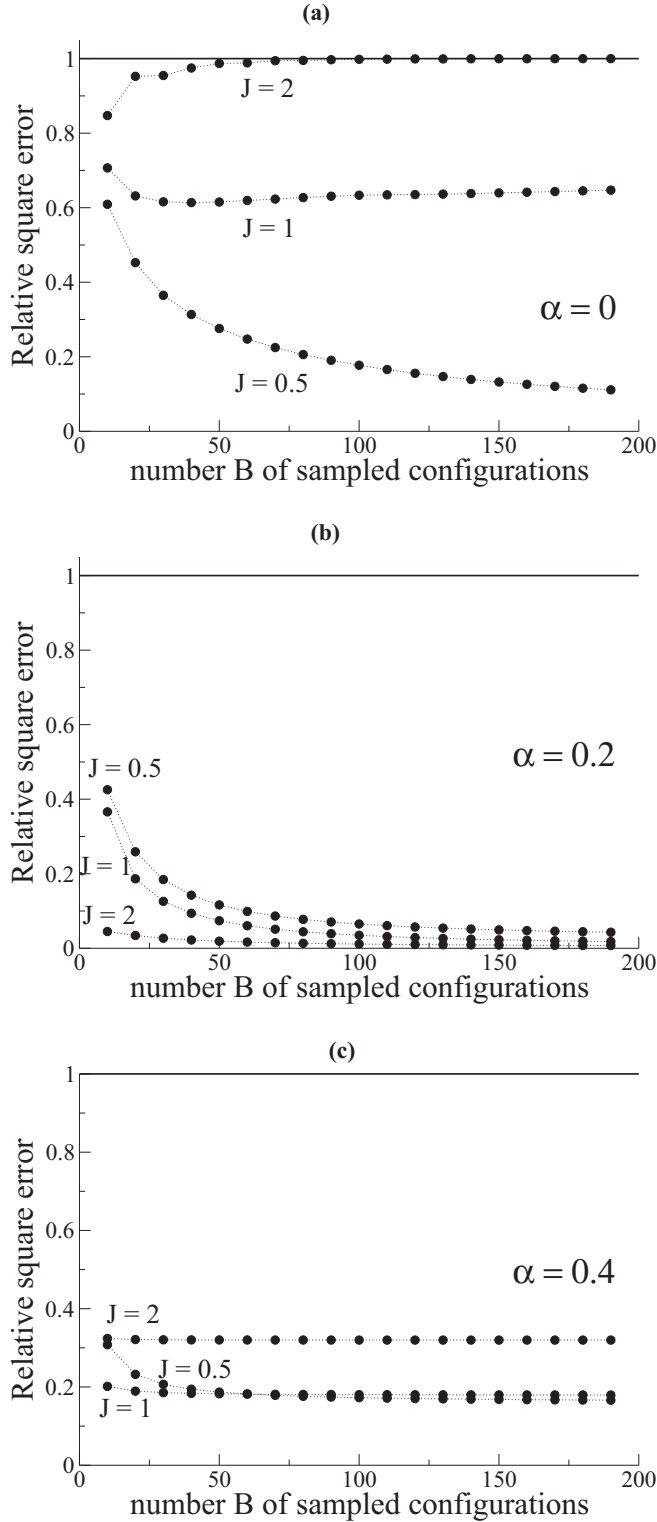 (a)
1
J = 2
0.8
Relative square error
0.6
J = 1
0.4
α = 0
0.2
J = 0.5
0
0 50 100 150 200
number B of sampled configurations
(b)
1
0.8
Relative square error
0.6
α = 0.2
J = 0.5
0.4
0.2
J = 1
J = 2
0
0 50 100 150 200
number B of sampled configurations
(c)
1
0.8
Relative square error
0.6
α = 0.4
0.4
J = 2
J = 0.5
0.2
J = 1
0
0 50 100 150 200
number B of sampled configurations